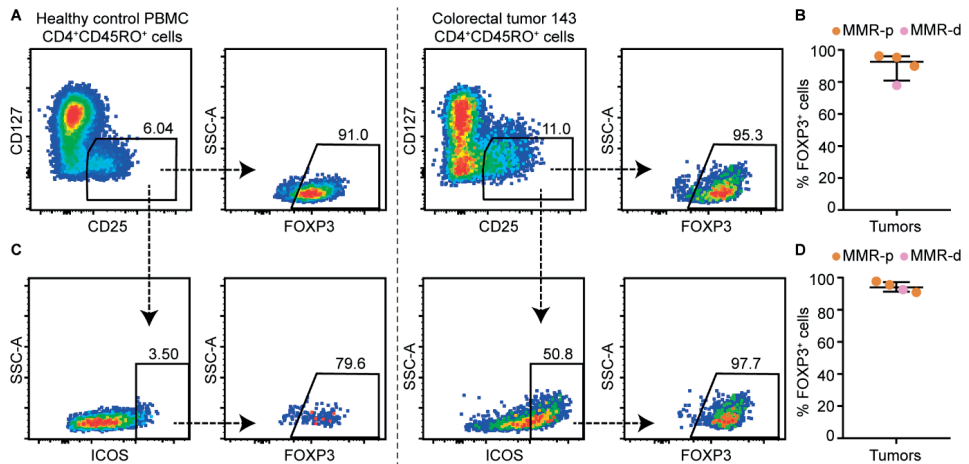 A
Healthy control PBMC
CD4⁺CD45RO⁺ cells
CD127
6.04
CD25
SSC-A
91.0
FOXP3
Colorectal tumor 143
CD4⁺CD45RO⁺ cells
CD127
11.0
CD25
SSC-A
95.3
FOXP3
B
MMR-p MMR-d
% FOXP3⁺ cells
100
80
60
40
20
0
Tumors
C
SSC-A
3.50
ICOS
SSC-A
79.6
FOXP3
SSC-A
50.8
ICOS
SSC-A
97.7
FOXP3
D
MMR-p MMR-d
% FOXP3⁺ cells
100
80
60
40
20
0
Tumors